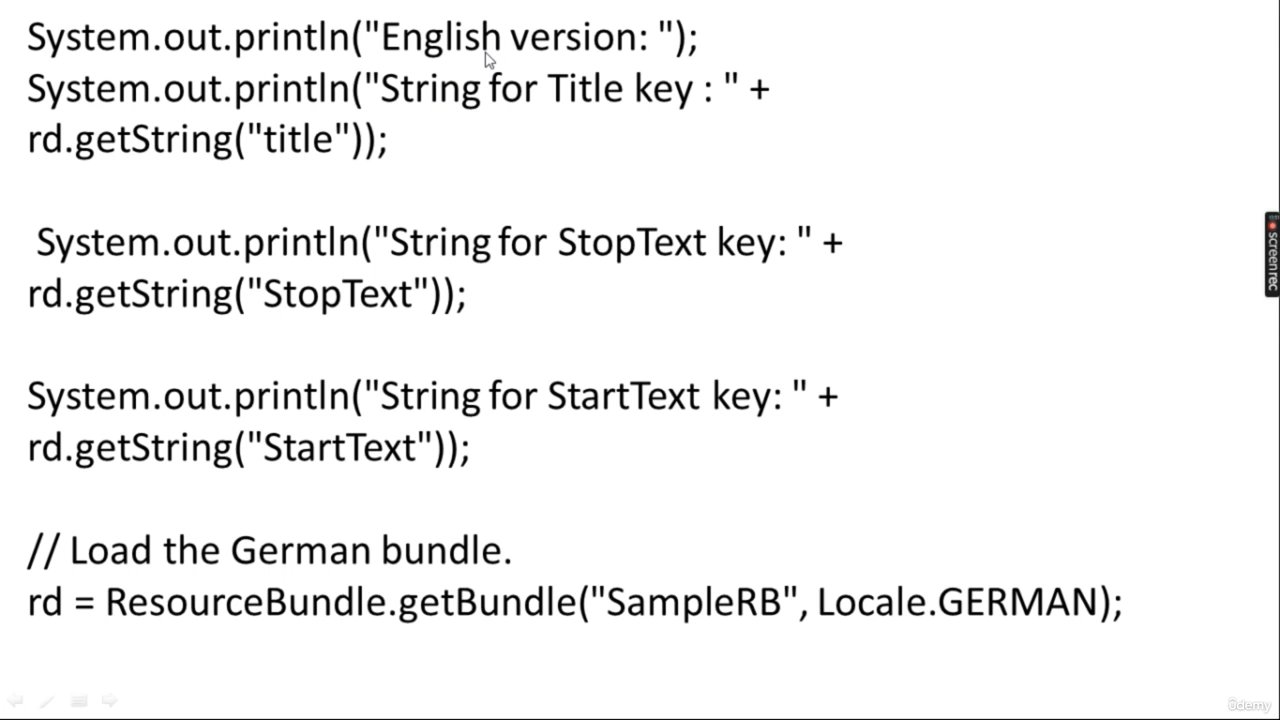 System.out.println("English version: ");
System.out.println("String for Title key : " +
rd.getString("title"));
System.out.println("String for StopText key: " +
rd.getString("StopText"));
System.out.println("String for StartText key: " +
rd.getString("StartText"));
// Load the German bundle.
rd = ResourceBundle.getBundle("SampleRB", Locale.GERMAN);
screenrec
ûdemy